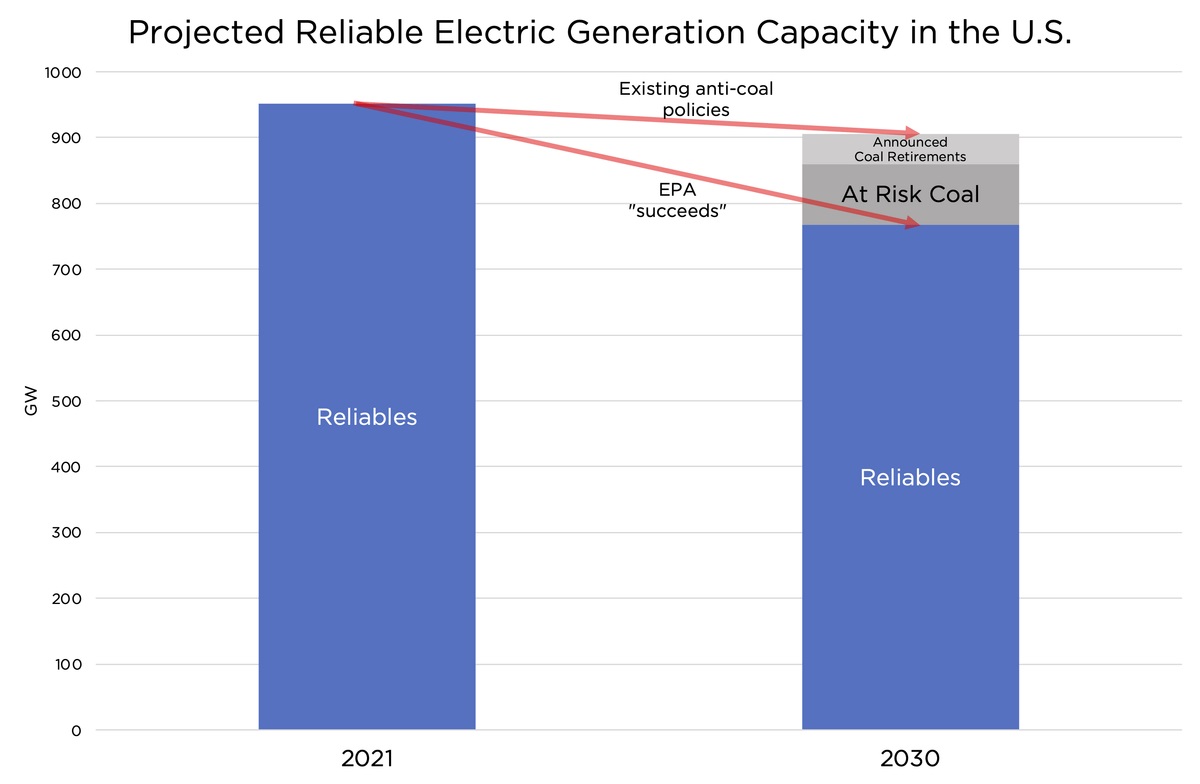 Projected Reliable Electric Generation Capacity in the U.S.
1000
900
800
700
600
500
400
300
200
100
0
GW
Existing anti-coal
policies
EPA
"succeeds"
Reliables
Announced
Coal Retirements
At Risk Coal
Reliables
2021
2030